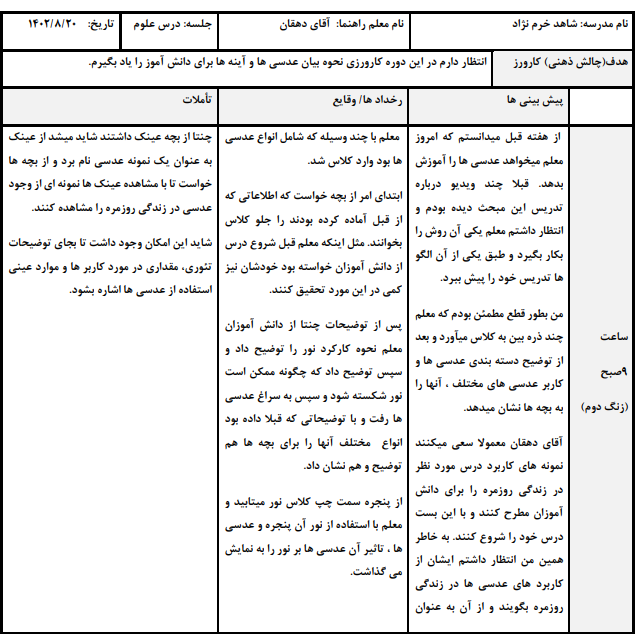 نام مدرسه: شاهد خرم نژاد
نام معلم راهنما: آقای دهقان
جلسه: درس علوم
تاریخ: ۱۴۰۲/۸/۲۰
هدف(چالش ذهنی) کارورز
انتظار دارم در این دوره کارورزی نحوه بیان عدسی ها و آینه ها برای دانش آموز را یاد بگیرم.
پیش بینی ها
رخداد ها/ وقایع
تأملات
ساعت
۹صبح
(زنگ دوم)
از هفته قبل میدانستم که امروز
معلم میخواهد عدسی ها را آموزش
بدهد. قبلا چند ویدیو درباره
تدریس این مبحث دیده بودم و
انتظار داشتم معلم یکی آن روش را
بکار بگیرد و طبق یکی از آن الگو
ها تدریس خود را پیش ببرد.
من بطور قطع مطمئن بودم که معلم
چند ذره بین به کلاس میآورد و بعد
از توضیح دسته بندی عدسی ها و
کاربر عدسی های مختلف ، آنها را
به بچه ها نشان میدهد.
آقای دهقان معمولا سعی میکنند
نمونه های کاربرد درس مورد نظر
در زندگی روزمره را برای دانش
آموزان مطرح کنند و با این بست
درس خود را شروع کنند. به خاطر
همین من انتظار داشتم ایشان از
کاربرد های عدسی ها در زندگی
روزمره بگویند و از آن به عنوان
معلم با چند وسیله که شامل انواع عدسی
ها بود وارد کلاس شد.
ابتدای امر از بچه خواست که اطلاعاتی که
از قبل آماده کرده بودند را جلو کلاس
بخوانند. مثل اینکه معلم قبل شروع درس
از دانش آموزان خواسته بود خودشان نیز
کمی در این مورد تحقیق کنند.
پس از توضیحات چنتا از دانش آموزان
معلم نحوه کارکرد نور را توضیح داد و
سپس توضیح داد که چگونه ممکن است
نور شکسته شود و سپس به سراغ عدسی
ها رفت و با توضیحاتی که قبلا داده بود
انواع مختلف آنها را برای بچه ها هم
توضیح و هم نشان داد.
از پنجره سمت چپ کلاس نور میتابید و
معلم با استفاده از نور آن پنجره و عدسی
ها ، تاثیر آن عدسی ها بر نور را به نمایش
می گذاشت.
چنتا از بچه عینک داشتند شاید میشد از عینک
به عنوان یک نمونه عدسی نام برد و از بچه ها
خواست تا با مشاهده عینک ها نمونه ای از وجود
عدسی در زندگی روزمره را مشاهده کنند.
شاید این امکان وجود داشت تا بجای توضیحات
تئوری، مقداری در مورد کاربر ها و موارد عینی
استفاده از عدسی ها اشاره بشود.